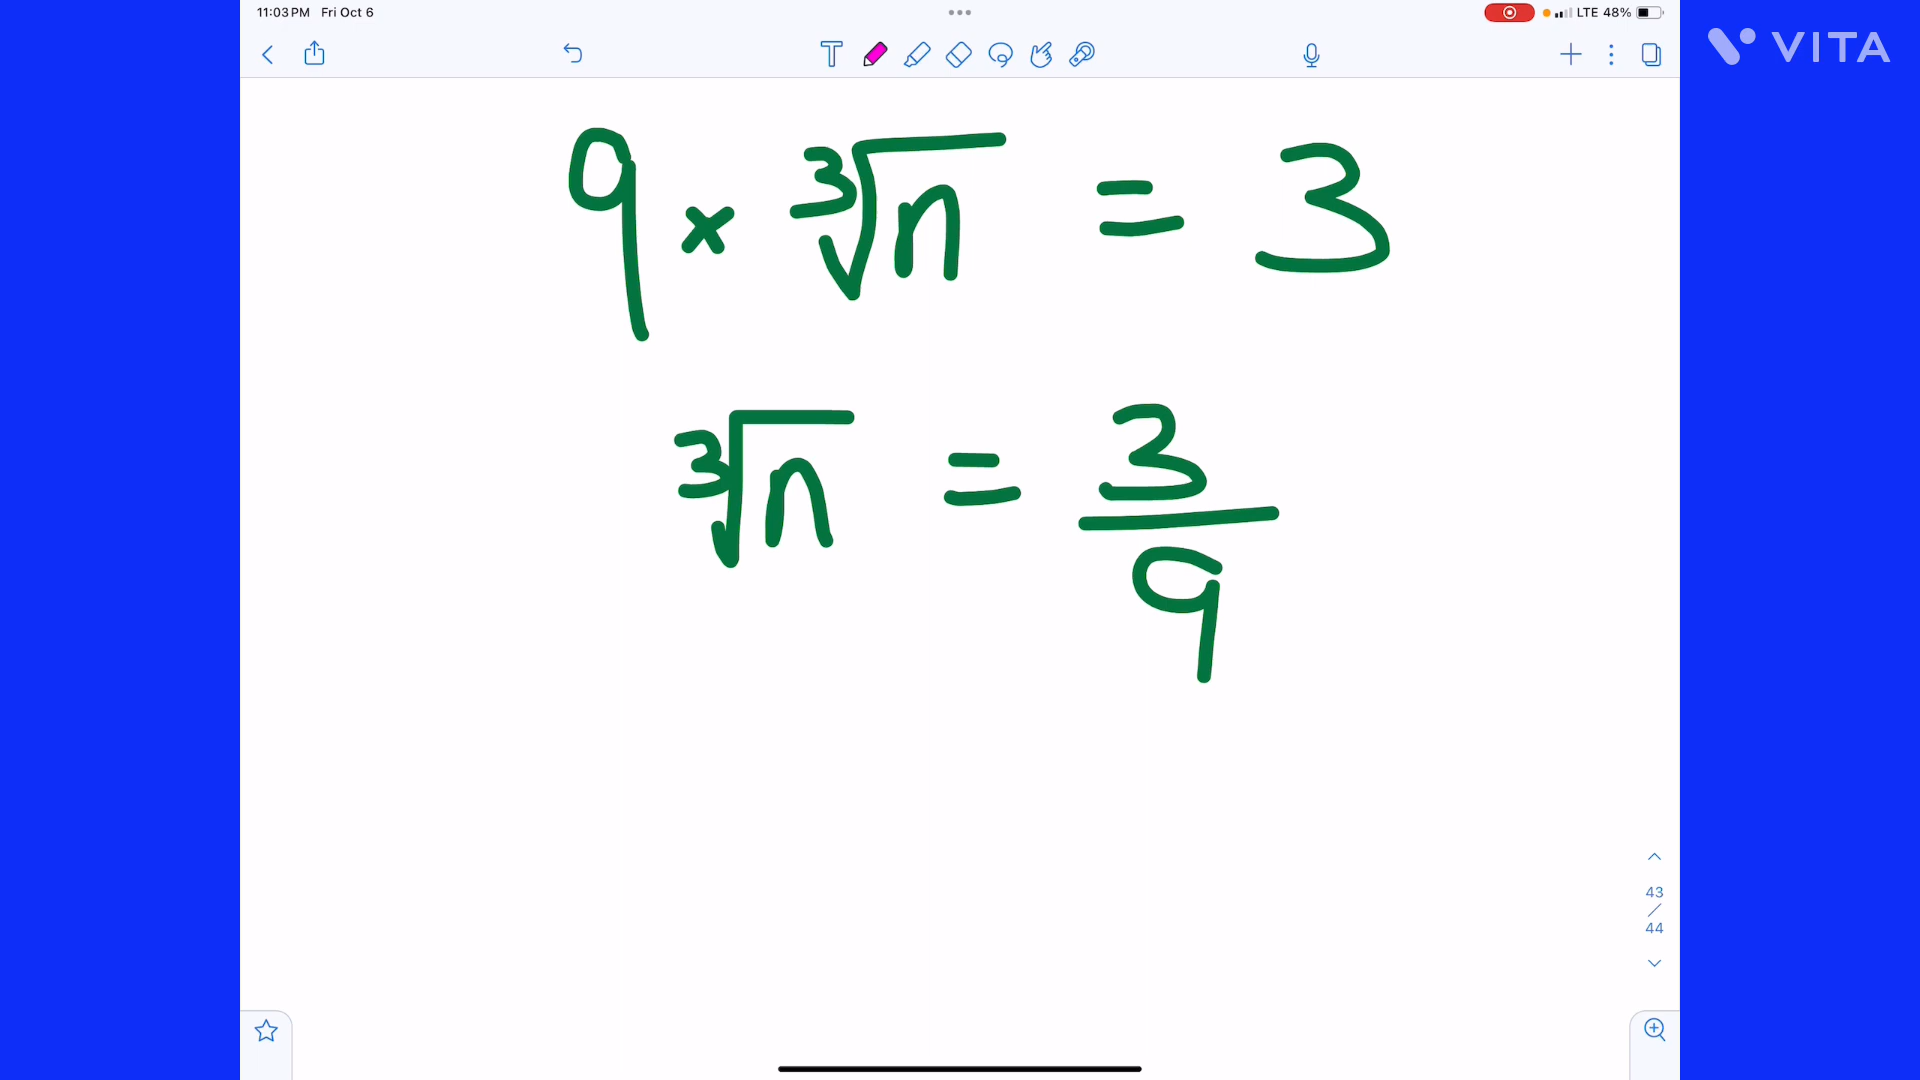 11:03 PM Fri Oct 6
LTE 48%
VITA
T
9 × ∛n = 3
∛n = 3/9
43
/
44